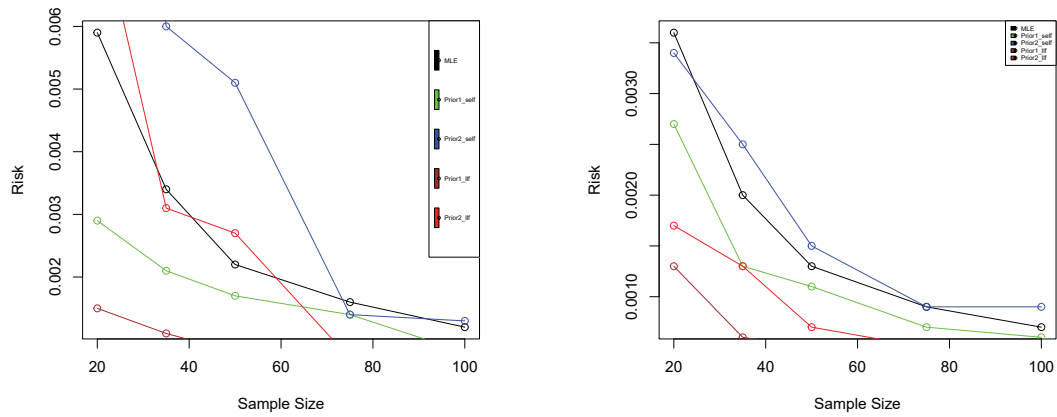 0.006
0.005
0.004
0.003
0.002
Risk
20 40 60 80 100
Sample Size
MLE
Prior1_self
Prior2_self
Prior1_llf
Prior2_llf
0.0030
0.0020
0.0010
Risk
20 40 60 80 100
Sample Size
MLE
Prior1_self
Prior2_self
Prior1_llf
Prior2_llf